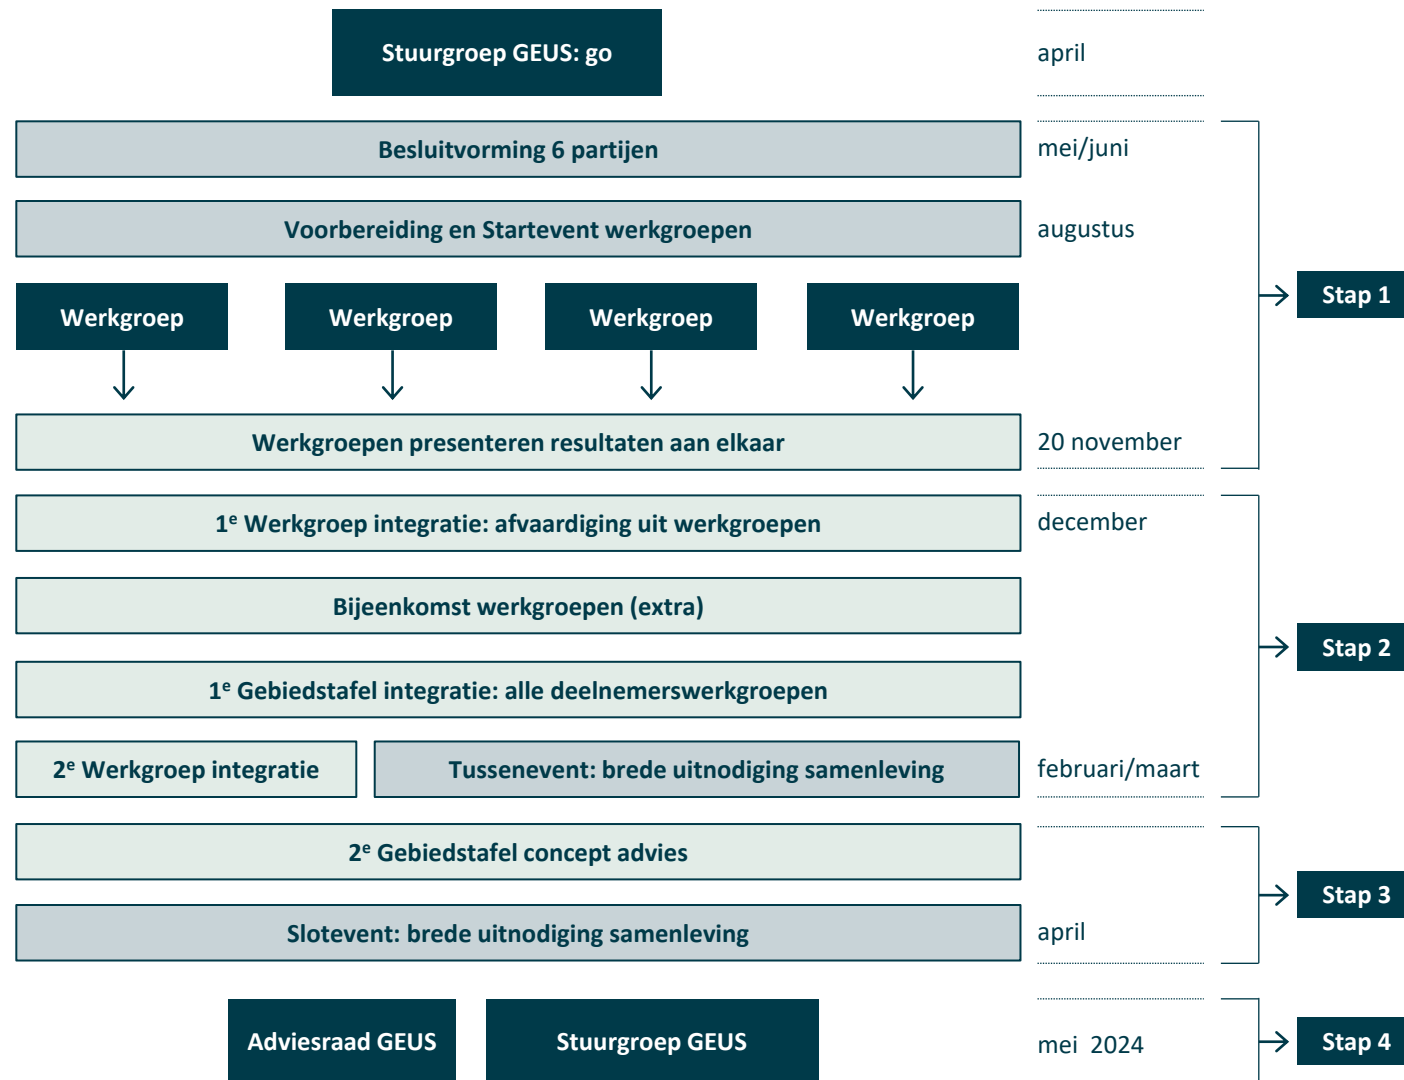 Stuurgroep GEUS: go
april
Besluitvorming 6 partijen
mei/juni
Voorbereiding en Startevent werkgroepen
augustus
Werkgroep
Werkgroep
Werkgroep
Werkgroep
Stap 1
Werkgroepen presenteren resultaten aan elkaar
20 november
1e Werkgroep integratie: afvaardiging uit werkgroepen
december
Bijeenkomst werkgroepen (extra)
Stap 2
1e Gebiedstafel integratie: alle deelnemerswerkgroepen
2e Werkgroep integratie
Tussenevent: brede uitnodiging samenleving
februari/maart
2e Gebiedstafel concept advies
Stap 3
Slotevent: brede uitnodiging samenleving
april
Adviesraad GEUS
Stuurgroep GEUS
mei 2024
Stap 4